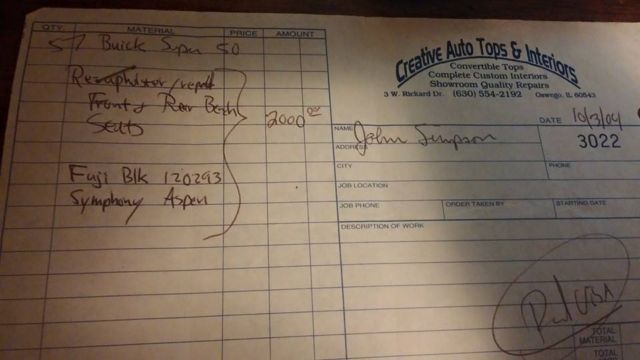 QTY. MATERIAL PRICE AMOUNT
57 Buick Super 50
Reupholster/repair
Front & Rear Bench
Seats
2000.00
Fuji Blk 120293
Symphony Aspen
Creative Auto Tops & Interiors
Convertible Tops
Complete Custom Interiors
Showroom Quality Repairs
3 W. Rickard Dr. (630) 554-2192 Oswego, IL 60543
DATE 10/3/04
NAME John Simpson
3022
ADDRESS
CITY PHONE
JOB LOCATION
JOB PHONE ORDER TAKEN BY STARTING DATE
DESCRIPTION OF WORK
TOTAL MATERIAL
TOTAL